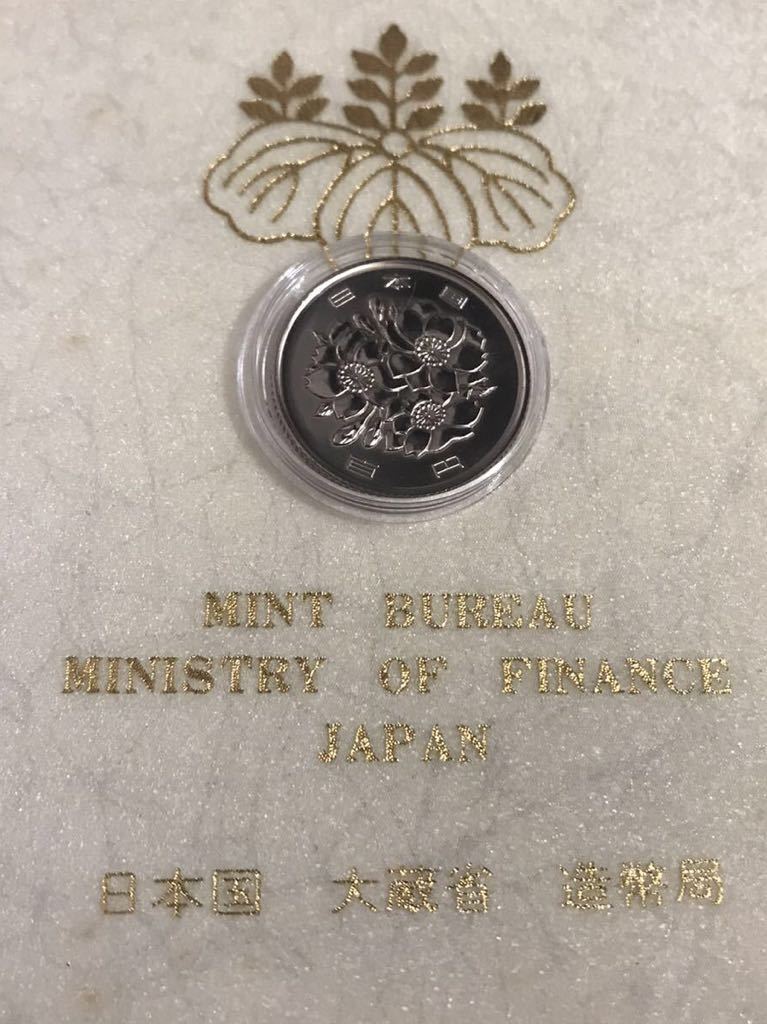 日本国
百円
MINT BUREAU
MINISTRY OF FINANCE
JAPAN
日本国 大蔵省 造幣局